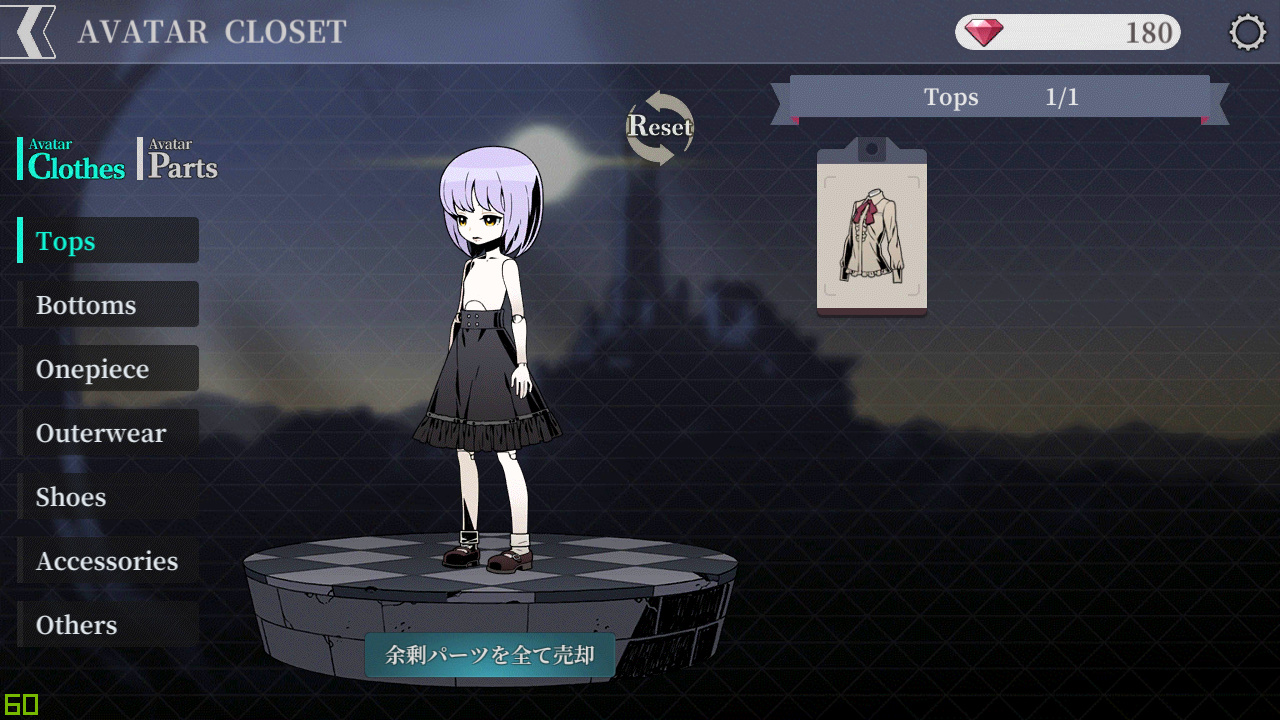 AVATAR CLOSET
180
Tops 1/1
Reset
Avatar
Clothes
Avatar
Parts
Tops
Bottoms
Onepiece
Outerwear
Shoes
Accessories
Others
余剰パーツを全て売却
60